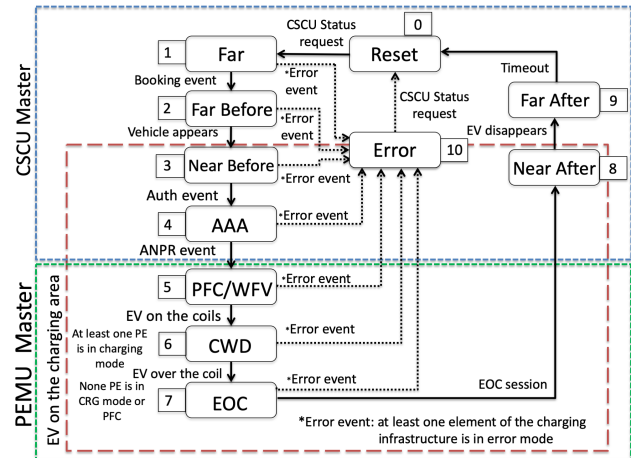 CSCU Master
PEMU Master
EV on the charging area
CSCU Status
request
0
Reset
1
Far
*Error
event
Booking event
2
Far Before
*Error
event
Vehicle appears
3
Near Before
*Error event
Auth event
4
AAA
*Error event
ANPR event
5
PFC/WFV
*Error event
EV on the coils
At least one PE
is in charging
mode
6
CWD
*Error event
EV over the coil
None PE is in
CRG mode or
PFC
7
EOC
*Error event
CSCU Status
request
Error
10
Timeout
Far After
9
EV disappears
Near After
8
EOC session
*Error event: at least one element of the charging
infrastructure is in error mode